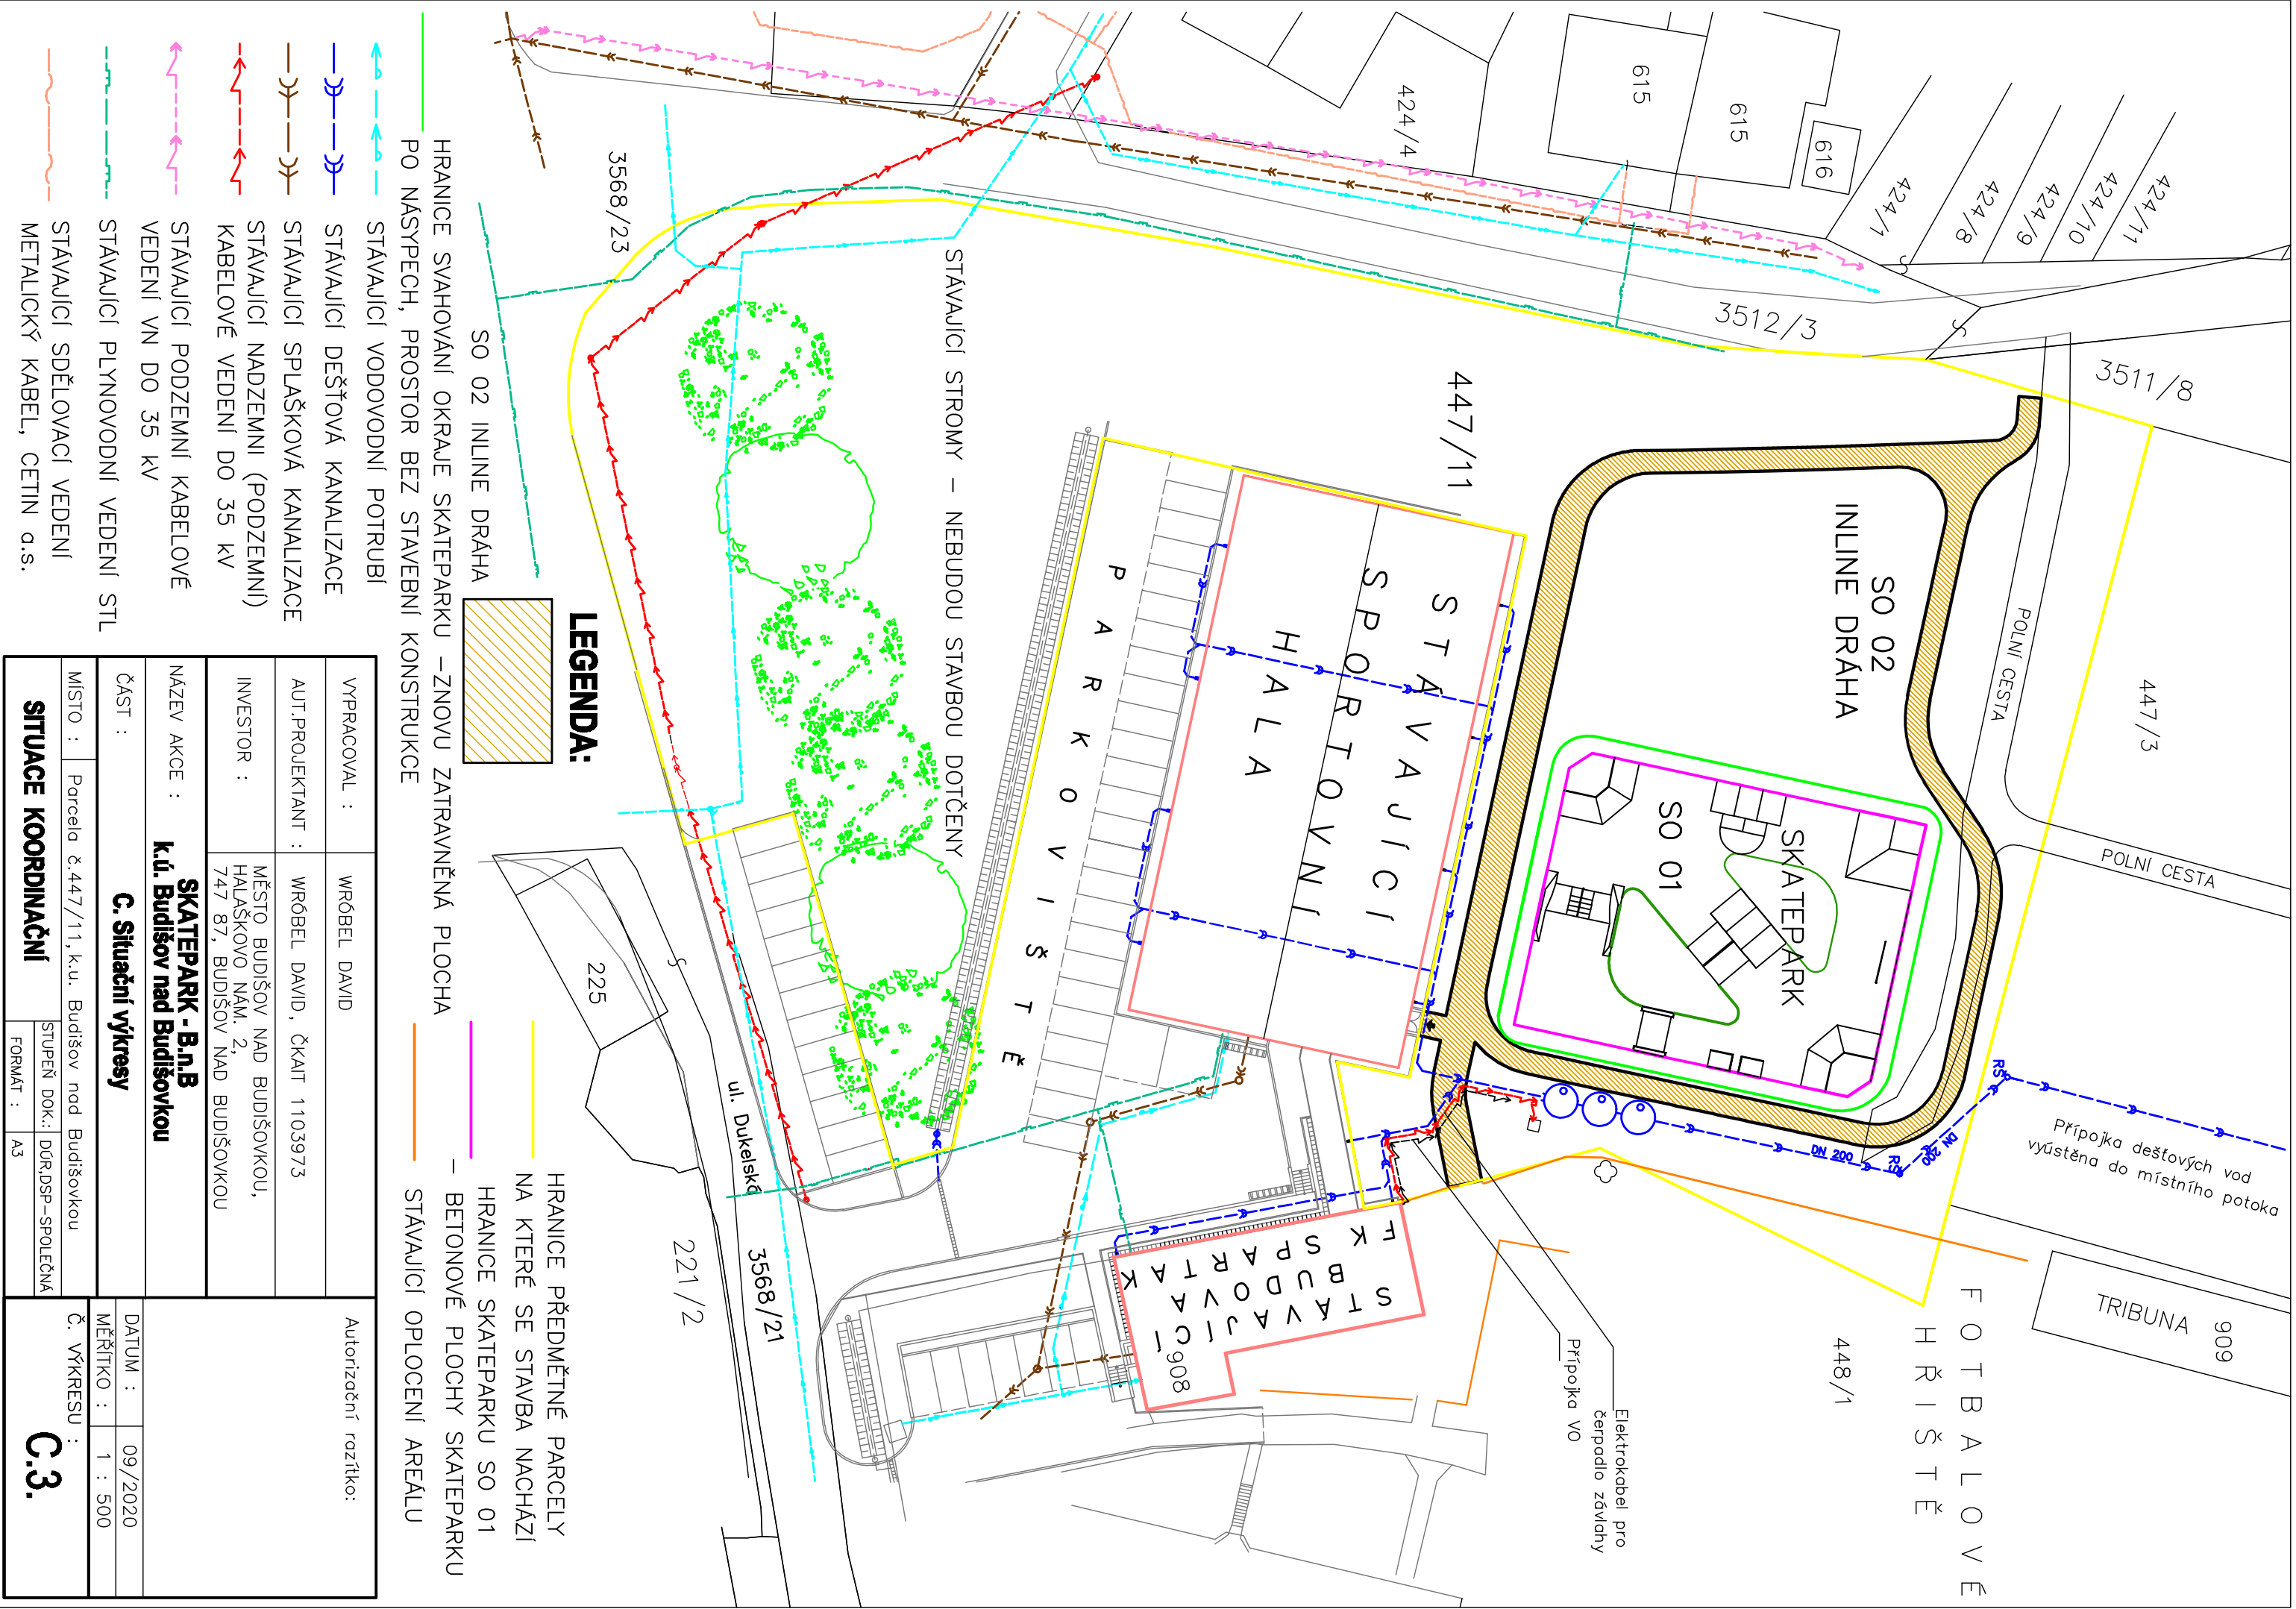 424/11
424/10
424/9
424/8
424/1
616
615
615
424/4
3568/23
3512/3
3511/8
447/3
447/11
POLNÍ CESTA
POLNÍ CESTA
SO 02
INLINE DRÁHA
SO 01
SKATEPARK
STÁVAJÍCÍ
SPORTOVNÍ
HALA
PARKOVIŠTĚ
STÁVAJÍCÍ STROMY – NEBUDOU STAVBOU DOTČENY
RŠ
DN 200
RŠ
DN 200
Přípojka dešťových vod
vyústěna do místního potoka
FOTBALOVÉ
HŘIŠTĚ
TRIBUNA
909
448/1
Elektrokabel pro
čerpadlo závlahy
Přípojka VO
STÁVAJÍCÍ
BUDOVA
FK SPARTAK
908
225
ul. Dukelská
3568/21
221/2
LEGENDA:
SO 02 INLINE DRÁHA
HRANICE SVAHOVÁNÍ OKRAJE SKATEPARKU –ZNOVU ZATRAVNĚNÁ PLOCHA
PO NÁSYPECH, PROSTOR BEZ STAVEBNÍ KONSTRUKCE
STÁVAJÍCÍ VODOVODNÍ POTRUBÍ
STÁVAJÍCÍ DEŠŤOVÁ KANALIZACE
STÁVAJÍCÍ SPLAŠKOVÁ KANALIZACE
STÁVAJÍCÍ NADZEMNI (PODZEMNÍ)
KABELOVÉ VEDENÍ DO 35 kV
STÁVAJÍCÍ PODZEMNÍ KABELOVÉ
VEDENÍ VN DO 35 kV
STÁVAJÍCÍ PLYNOVODNÍ VEDENÍ STL
STÁVAJÍCÍ SDĚLOVACÍ VEDENÍ
METALICKÝ KABEL, CETIN a.s.
HRANICE PŘEDMĚTNÉ PARCELY
NA KTERÉ SE STAVBA NACHÁZÍ
HRANICE SKATEPARKU SO 01
– BETONOVÉ PLOCHY SKATEPARKU
STÁVAJÍCÍ OPLOCENÍ AREÁLU
VYPRACOVAL : WRÓBEL DAVID
AUT.PROJEKTANT : WRÓBEL DAVID, ČKAIT 1103973
INVESTOR : MĚSTO BUDIŠOV NAD BUDIŠOVKOU,
HALAŠKOVO NÁM. 2,
747 87, BUDIŠOV NAD BUDIŠOVKOU
NÁZEV AKCE : SKATEPARK - B.n.B
k.ú. Budišov nad Budišovkou
ČÁST : C. Situační výkresy
MÍSTO : Parcela č.447/11, k.u. Budišov nad Budišovkou
SITUACE KOORDINAČNÍ
STUPEŇ DOK.: DÚR,DSP–SPOLEČNÁ
FORMÁT : A3
Autorizační razítko:
DATUM : 09/2020
MĚŘÍTKO : 1 : 500
Č. VÝKRESU :
C.3.